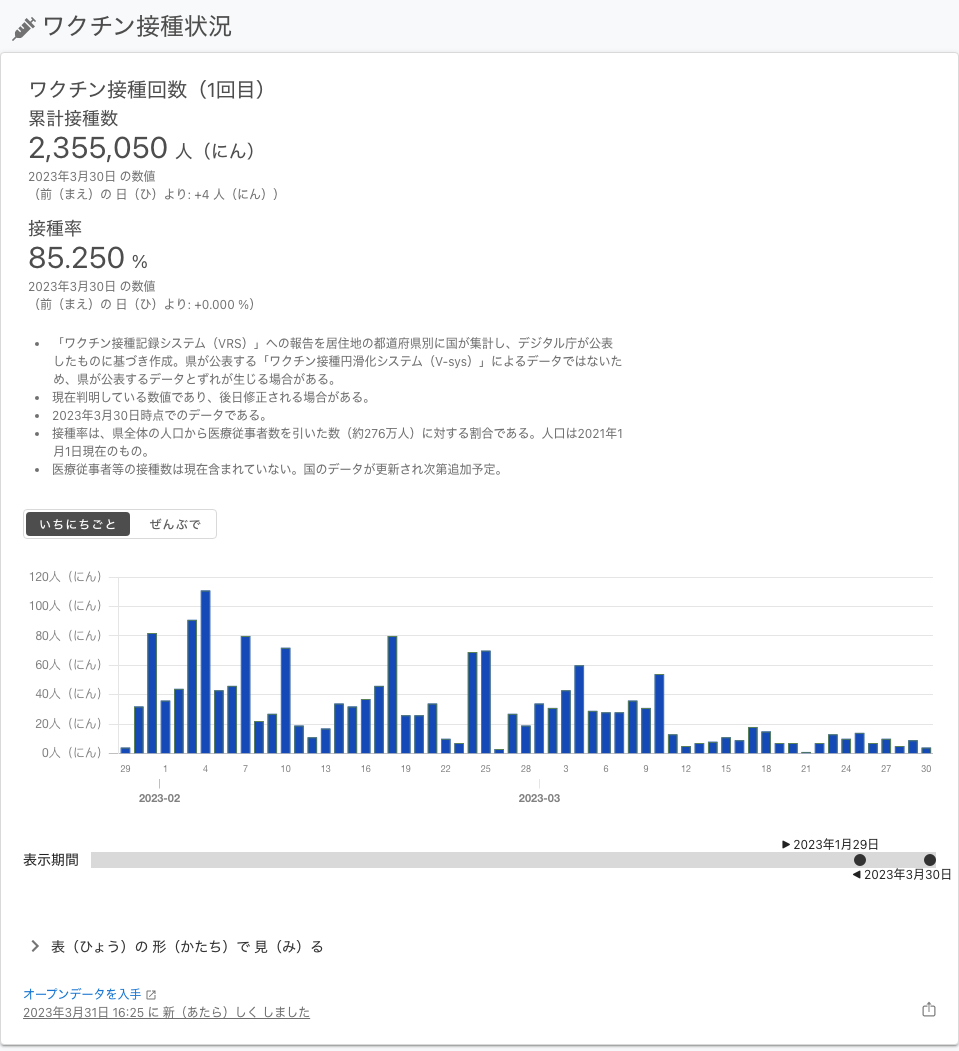 ワクチン接種状況
ワクチン接種回数（1回目）
累計接種数
2,355,050 人（にん）
2023年3月30日 の数値
（前（まえ）の 日（ひ）より: +4 人（にん））
接種率
85.250 %
2023年3月30日 の数値
（前（まえ）の 日（ひ）より: +0.000 %）
• 「ワクチン接種記録システム（VRS）」への報告を居住地の都道府県別に国が集計し、デジタル庁が公表
したものに基づき作成。県が公表する「ワクチン接種円滑化システム（V-sys）」によるデータではないた
め、県が公表するデータとずれが生じる場合がある。
• 現在判明している数値であり、後日修正される場合がある。
• 2023年3月30日時点でのデータである。
• 接種率は、県全体の人口から医療従事者数を引いた数（約276万人）に対する割合である。人口は2021年1
月1日現在のもの。
• 医療従事者等の接種数は現在含まれていない。国のデータが更新され次第追加予定。
いちにちごと ぜんぶで
120人（にん）
100人（にん）
80人（にん）
60人（にん）
40人（にん）
20人（にん）
0人（にん）
29 1 4 7 10 13 16 19 22 25 28 3 6 9 12 15 18 21 24 27 30
2023-02 2023-03
▶ 2023年1月29日
表示期間
◀ 2023年3月30日
表（ひょう）の 形（かたち）で 見（み）る
オープンデータを入手
2023年3月31日 16:25 に 新（あたら）しく しました